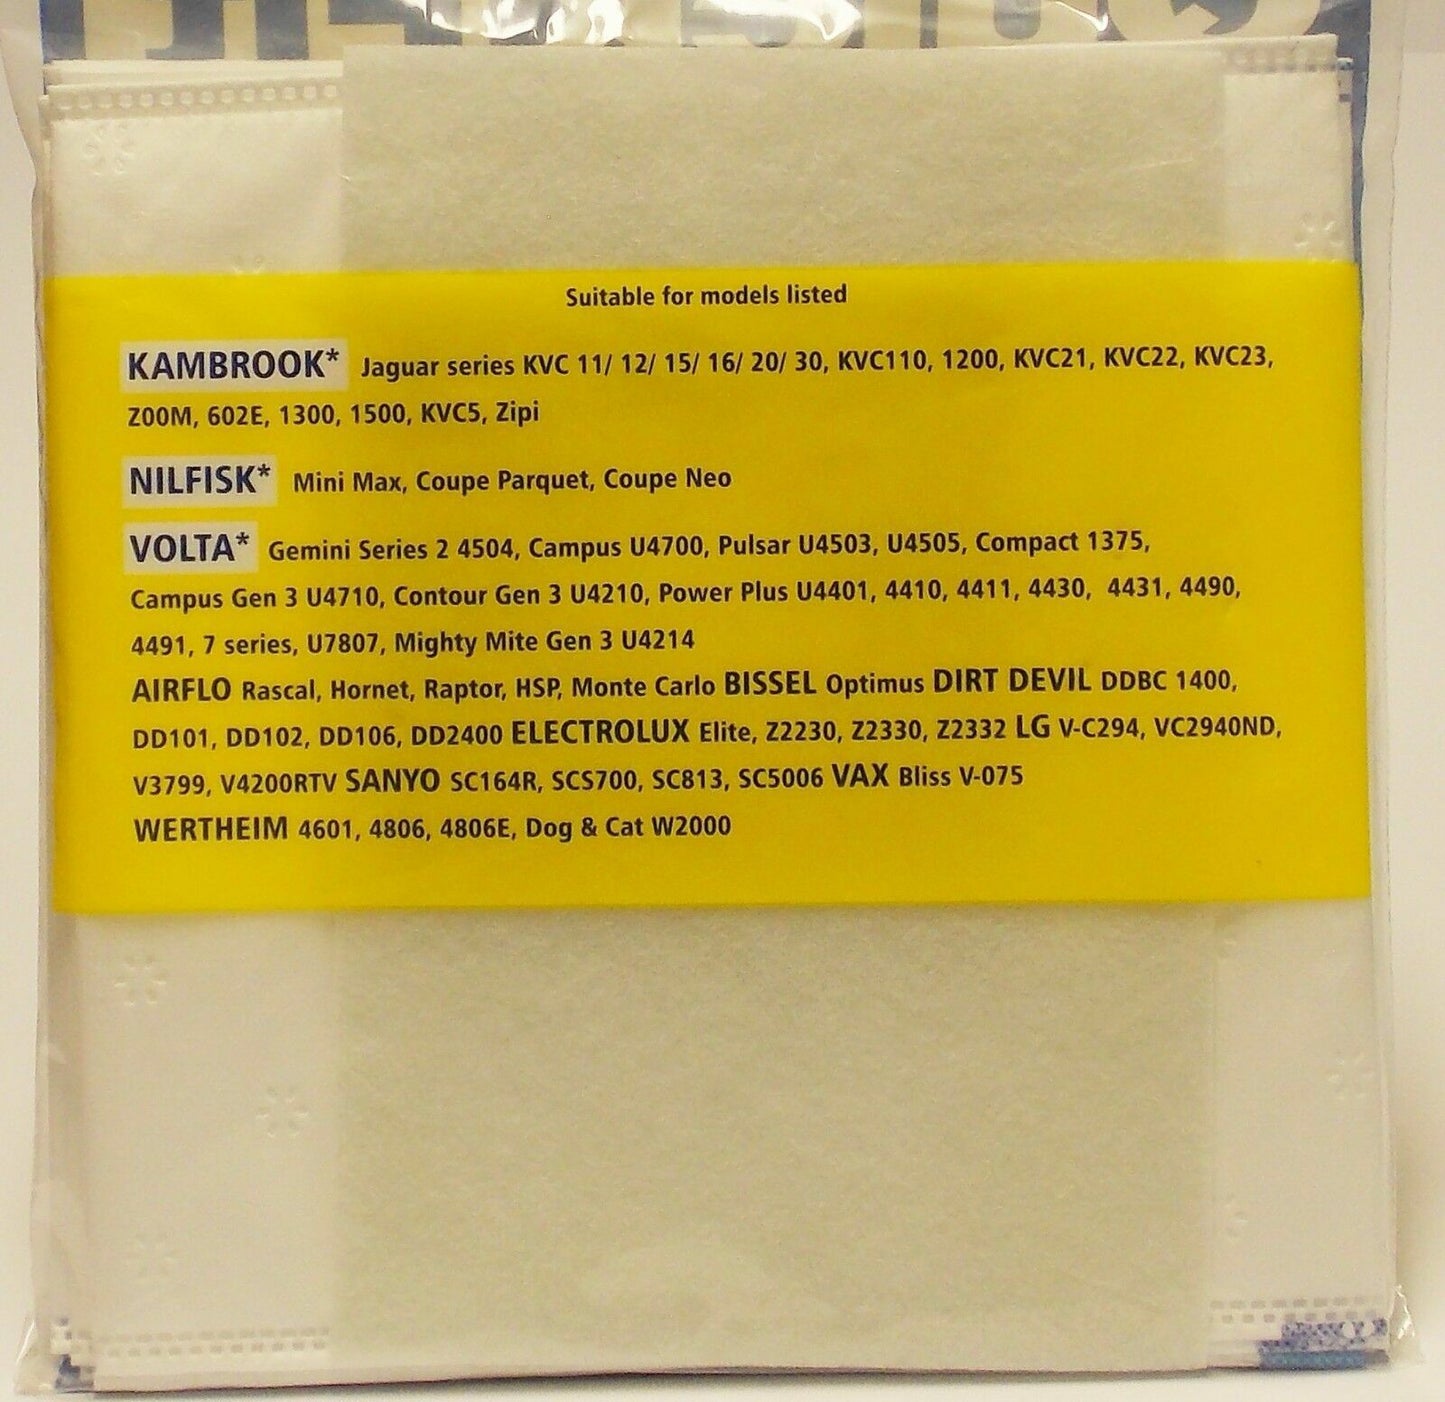 Suitable for models listed
KAMBROOK* Jaguar series KVC 11/ 12/ 15/ 16/ 20/ 30, KVC110, 1200, KVC21, KVC22, KVC23,
Z00M, 602E, 1300, 1500, KVC5, Zipi
NILFISK* Mini Max, Coupe Parquet, Coupe Neo
VOLTA* Gemini Series 2 4504, Campus U4700, Pulsar U4503, U4505, Compact 1375,
Campus Gen 3 U4710, Contour Gen 3 U4210, Power Plus U4401, 4410, 4411, 4430, 4431, 4490,
4491, 7 series, U7807, Mighty Mite Gen 3 U4214
AIRFLO Rascal, Hornet, Raptor, HSP, Monte Carlo BISSEL Optimus DIRT DEVIL DDBC 1400,
DD101, DD102, DD106, DD2400 ELECTROLUX Elite, Z2230, Z2330, Z2332 LG V-C294, VC2940ND,
V3799, V4200RTV SANYO SC164R, SCS700, SC813, SC5006 VAX Bliss V-075
WERTHEIM 4601, 4806, 4806E, Dog & Cat W2000